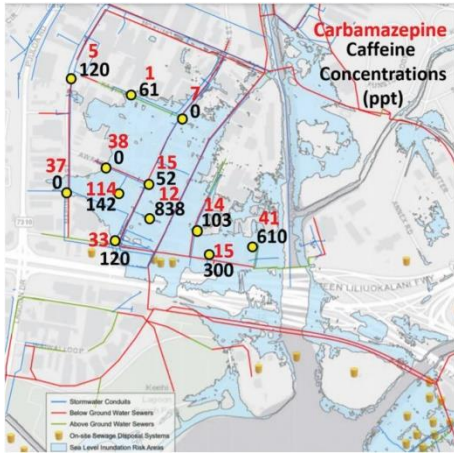 Carbamazepine
Caffeine
Concentrations
(ppt)
5
120
1
61
7
0
38
0
37
0
15
52
114
142
12
838
14
103
41
610
33
120
15
300
7310
Stormwater Conduits
Below Ground Water Sewers
Above Ground Water Sewers
On-site Sewage Disposal Systems
Sea Level Inundation Risk Areas